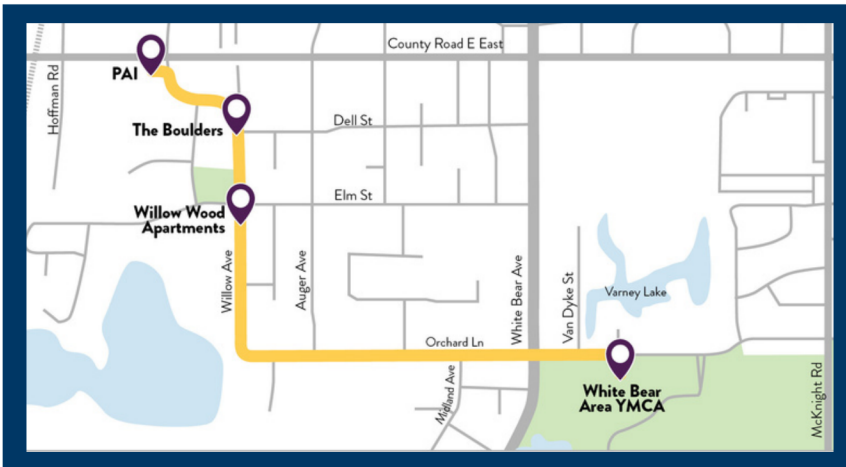 County Road E East
PAI
Hoffman Rd
The Boulders
Dell St
Elm St
Willow Wood
Apartments
Willow Ave
Auger Ave
White Bear Ave
Van Dyke St
Varney Lake
Orchard Ln
Midland Ave
White Bear
Area YMCA
McKnight Rd